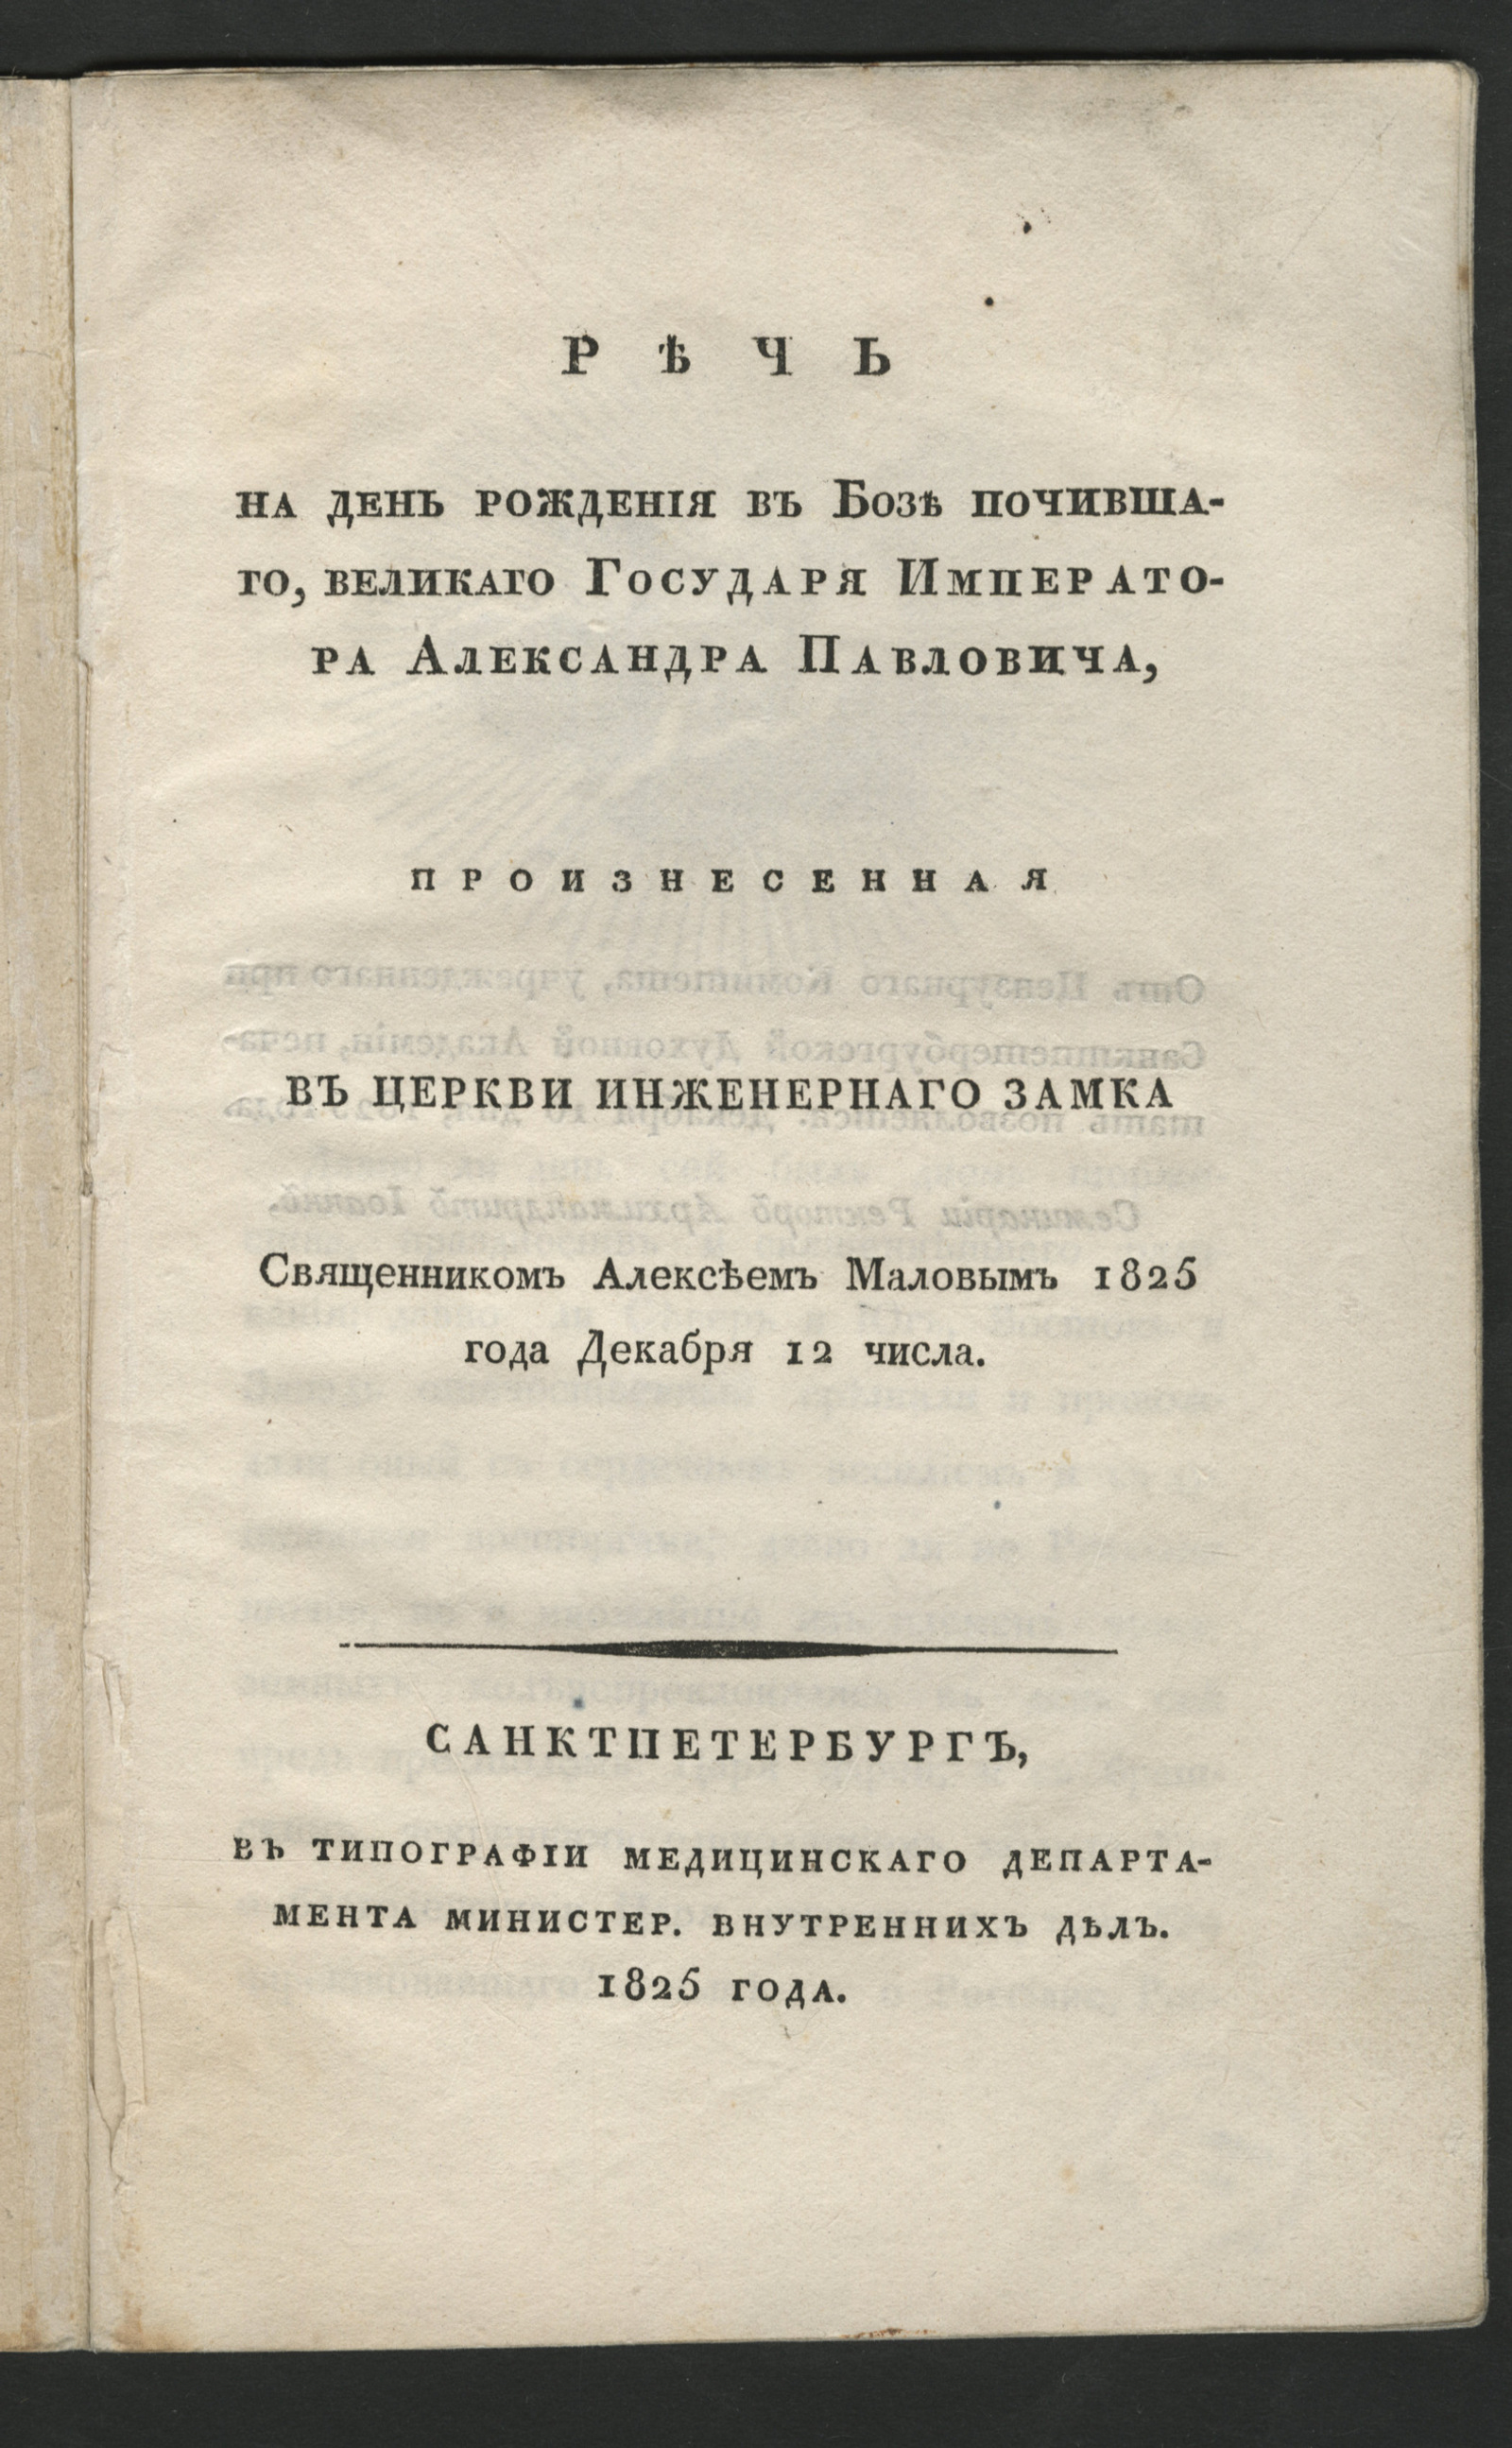 РѢЧЬ
на день рожденія въ Бозѣ почивша-
го, великаго Государя Императо-
ра Александра Павловича,
произнесенная
ВЪ ЦЕРКВИ ИНЖЕНЕРНАГО ЗАМКА
Священникомъ Алексѣемъ Маловымъ 1825
года Декабря 12 числа.
САНКТПЕТЕРБУРГЪ,
въ типографіи медицинскаго департа-
мента министер. внутреннихъ дѣлъ.
1825 года.